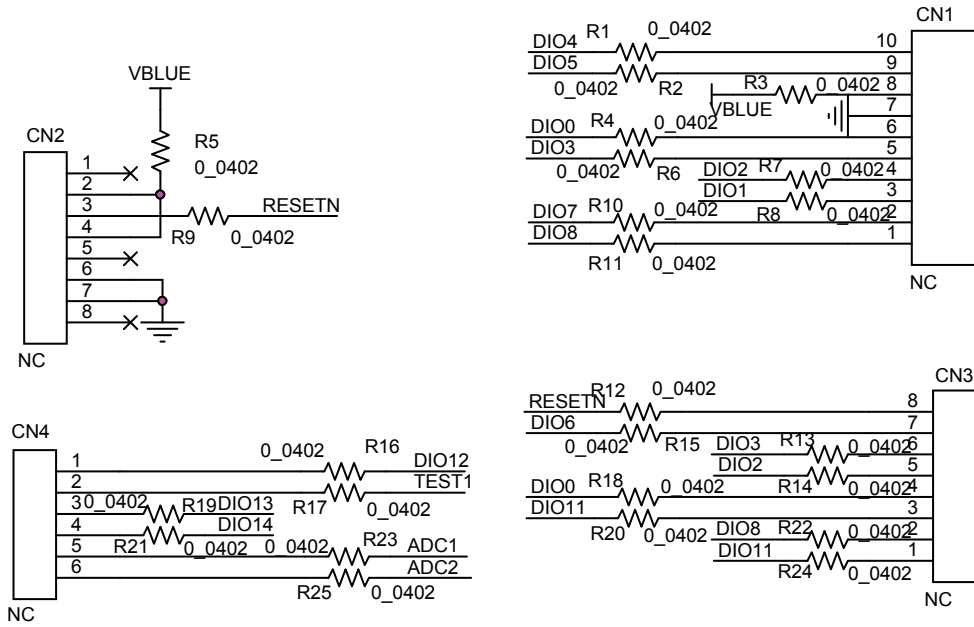 CN2
VBLUE
R5
0_0402
1
2
3
4
5
6
7
8
R9
0_0402
RESETN
NC
CN1
DIO4
R1
0_0402
10
DIO5
0_0402
R2
9
VBLUE
R3
0_0402
8
7
DIO0
R4
0_0402
6
DIO3
0_0402
R6
5
DIO2
R7
0_0402
4
DIO1
R8
0_0402
3
DIO7
R10
0_0402
2
DIO8
R11
0_0402
1
NC
CN4
1
0_0402
R16
DIO12
2
R17
0_0402
TEST1
3
0_0402
R19
DIO13
4
R21
0_0402
DIO14
5
0_0402
R23
ADC1
6
R25
0_0402
ADC2
NC
CN3
RESETN
R12
0_0402
8
DIO6
0_0402
R15
7
DIO3
R13
0_0402
6
DIO2
R14
0_0402
5
DIO0
R18
0_0402
4
DIO11
R20
0_0402
3
DIO8
R22
0_0402
2
DIO11
R24
0_0402
1
NC